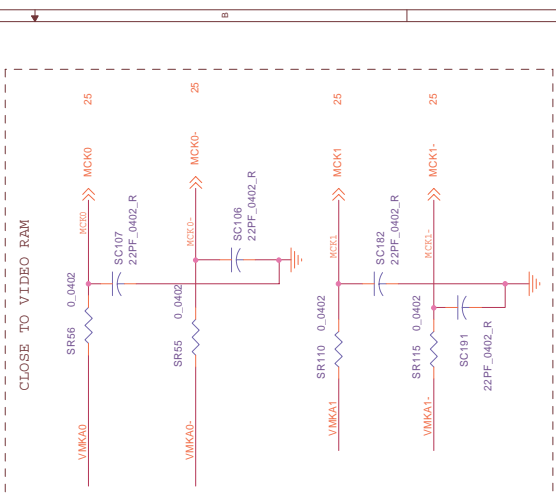 B
CLOSE TO VIDEO RAM
25
MCK0
MCK0
SC107
22PF_0402_R
0_0402
SR56
VMKA0
25
MCK0-
MCK0-
SC106
22PF_0402_R
0_0402
SR55
VMKA0-
25
MCK1
MCK1
SC182
22PF_0402_R
0_0402
SR110
VMKA1
25
MCK1-
MCK1-
0_0402
SR115
SC191
22PF_0402_R
VMKA1-